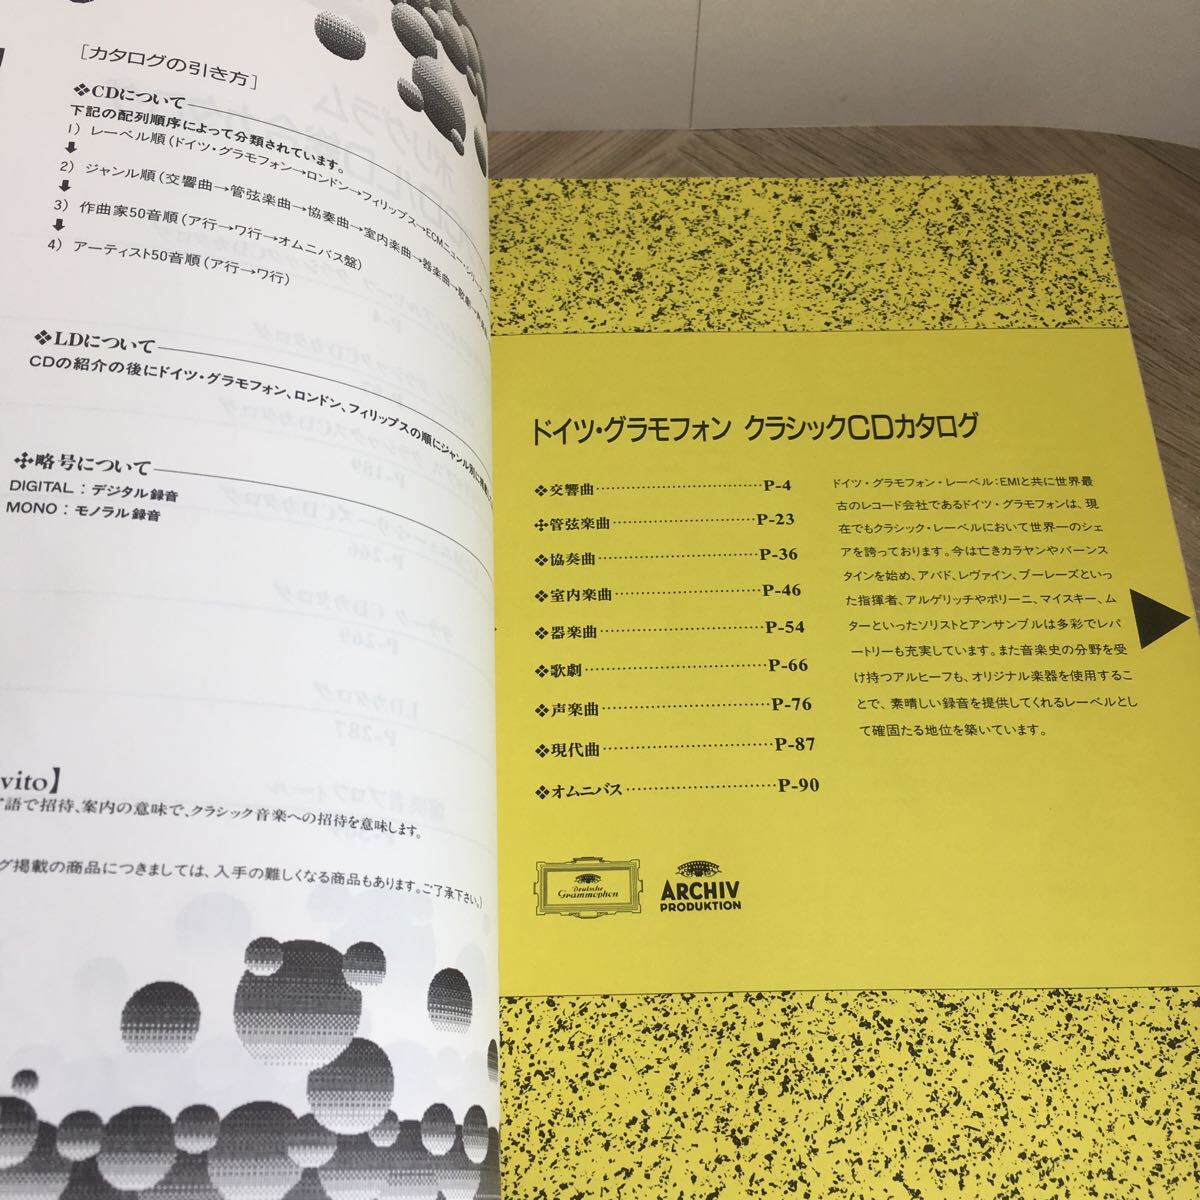 [カタログの引き方]
❖CDについて
下記の配列順序によって分類されています。
1) レーベル順(ドイツ・グラモフォン→ロンドン→フィリップス→ECMニュー・シリーズ
2) ジャンル順(交響曲→管弦楽曲→協奏曲→室内楽曲→器楽曲→歌劇→声
3) 作曲家50音順(ア行→ワ行→オムニバス盤)
4) アーティスト50音順(ア行→ワ行)
❖LDについて
CDの紹介の後にドイツ・グラモフォン、ロンドン、フィリップスの順にジャンル別に
✣略号について
DIGITAL : デジタル録音
MONO : モノラル録音
vito】
語で招待、案内の意味で、クラシック音楽への招待を意味します。
グ掲載の商品につきましては、入手の難しくなる商品もあります。ご了承下さい。)
ドイツ・グラモフォン クラシックCDカタログ
❖交響曲 P-4
✣管弦楽曲 P-23
❖協奏曲 P-36
❖室内楽曲 P-46
❖器楽曲 P-54
❖歌劇 P-66
❖声楽曲 P-76
❖現代曲 P-87
❖オムニバス P-90
ドイツ・グラモフォン・レーベル:EMIと共に世界最
古のレコード会社であるドイツ・グラモフォンは、現
在でもクラシック・レーベルにおいて世界一のシェ
アを誇っております。今は亡きカラヤンやバーンス
タインを始め、アバド、レヴァイン、ブーレーズといっ
た指揮者、アルゲリッチやポリーニ、マイスキー、ム
ターといったソリストとアンサンブルは多彩でレパ
ートリーも充実しています。また音楽史の分野を受
け持つアルヒーフも、オリジナル楽器を使用するこ
とで、素晴しい録音を提供してくれるレーベルとし
て確固たる地位を築いています。
Deutsche
Grammophon
ARCHIV
PRODUKTION